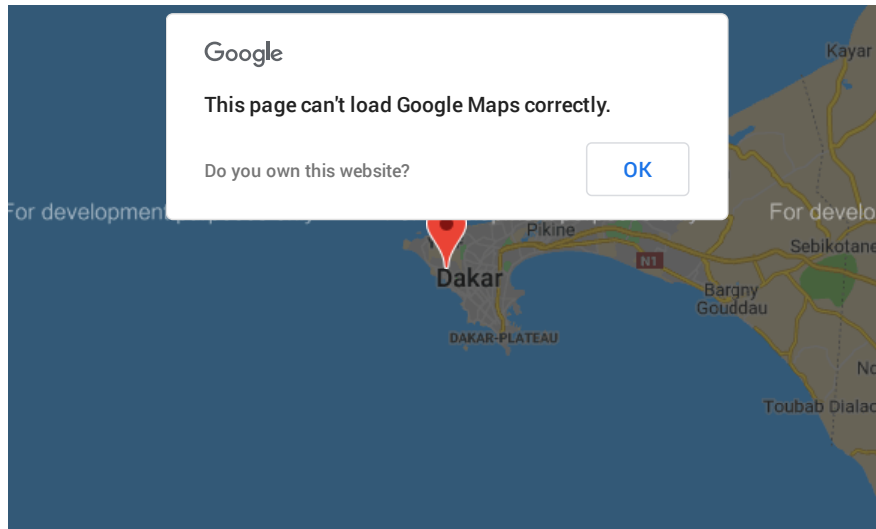 Google
This page can't load Google Maps correctly.
Do you own this website?
OK
Kayar
For development
For develo
Pikine
Sebikotane
N1
Dakar
Bargny
Gouddau
DAKAR-PLATEAU
Toubab Dialac